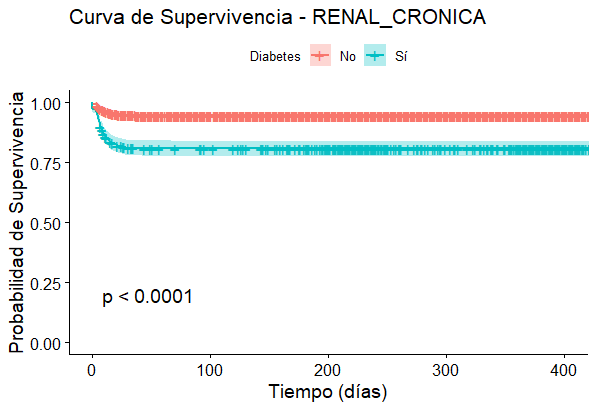 Curva de Supervivencia - RENAL_CRONICA
Diabetes No Sí
Probabilidad de Supervivencia
1.00
0.75
0.50
0.25
0.00
p < 0.0001
0 100 200 300 400
Tiempo (días)